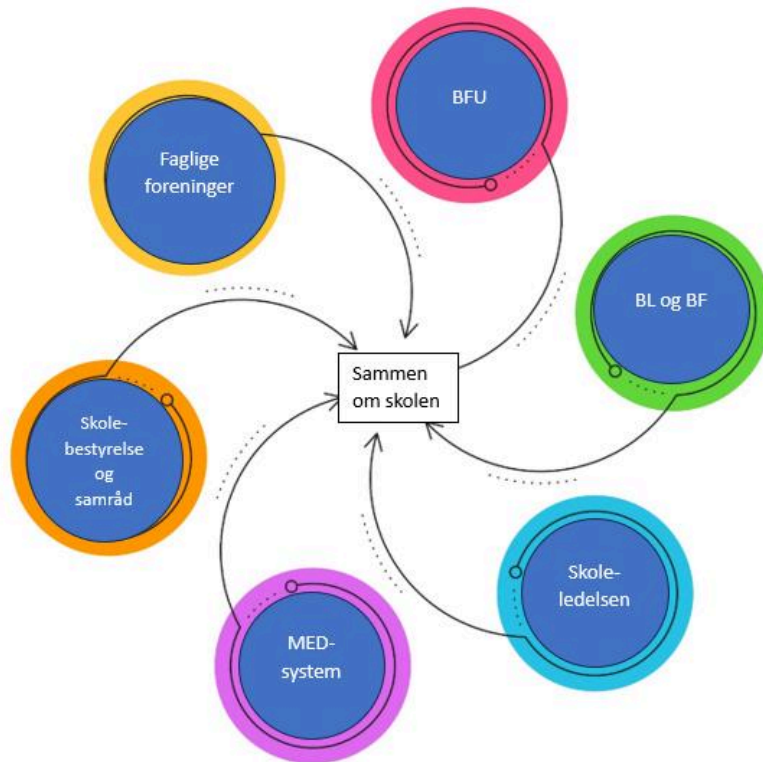 BFU
Faglige
foreninger
BL og BF
Sammen
om skolen
Skole-
bestyrelse
og
samråd
Skole-
ledelsen
MED-
system